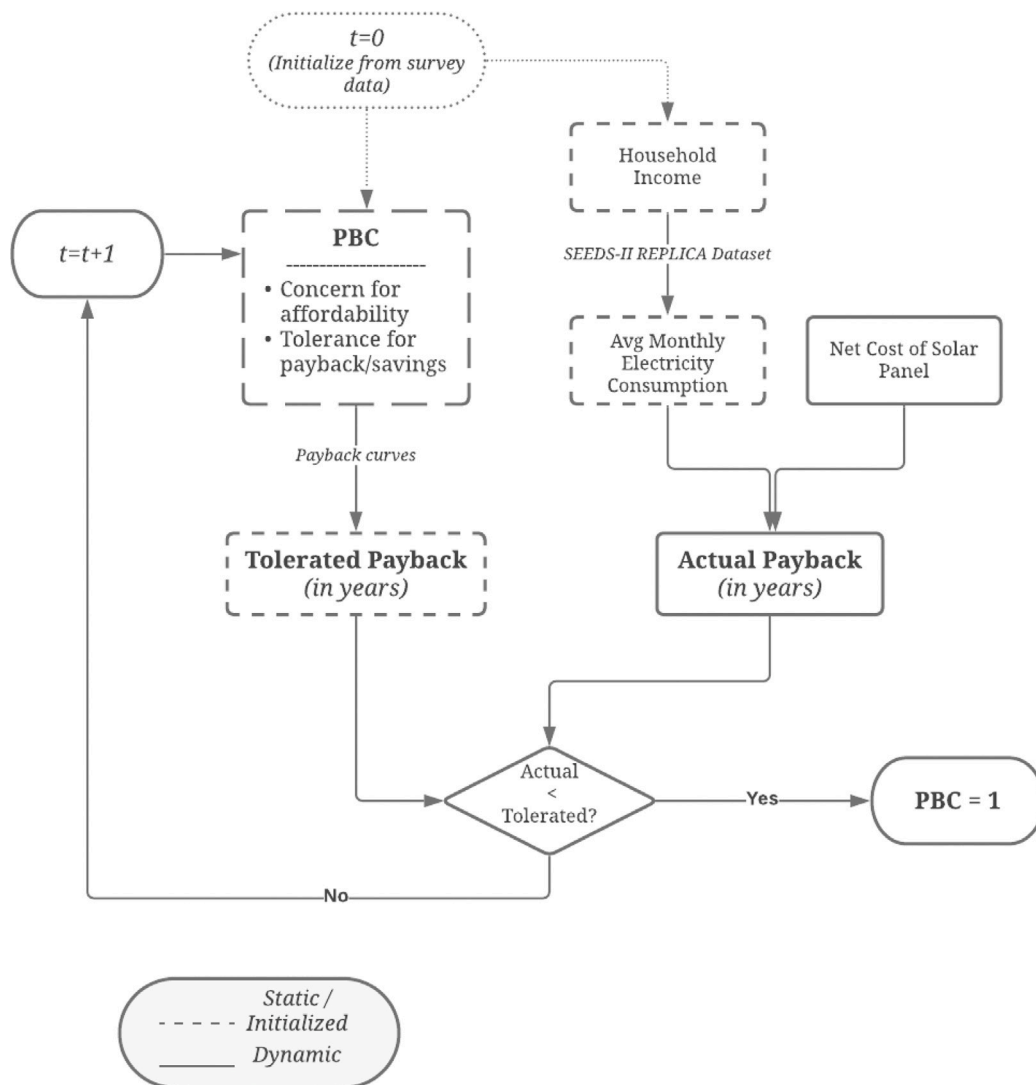 t=0
(Initialize from survey
data)
Household
Income
t=t+1
PBC
---------------------
• Concern for
affordability
• Tolerance for
payback/savings
SEEDS-II REPLICA Dataset
Avg Monthly
Electricity
Consumption
Net Cost of Solar
Panel
Payback curves
Tolerated Payback
(in years)
Actual Payback
(in years)
Actual
<
Tolerated?
Yes
PBC = 1
No
Static /
Initialized
Dynamic